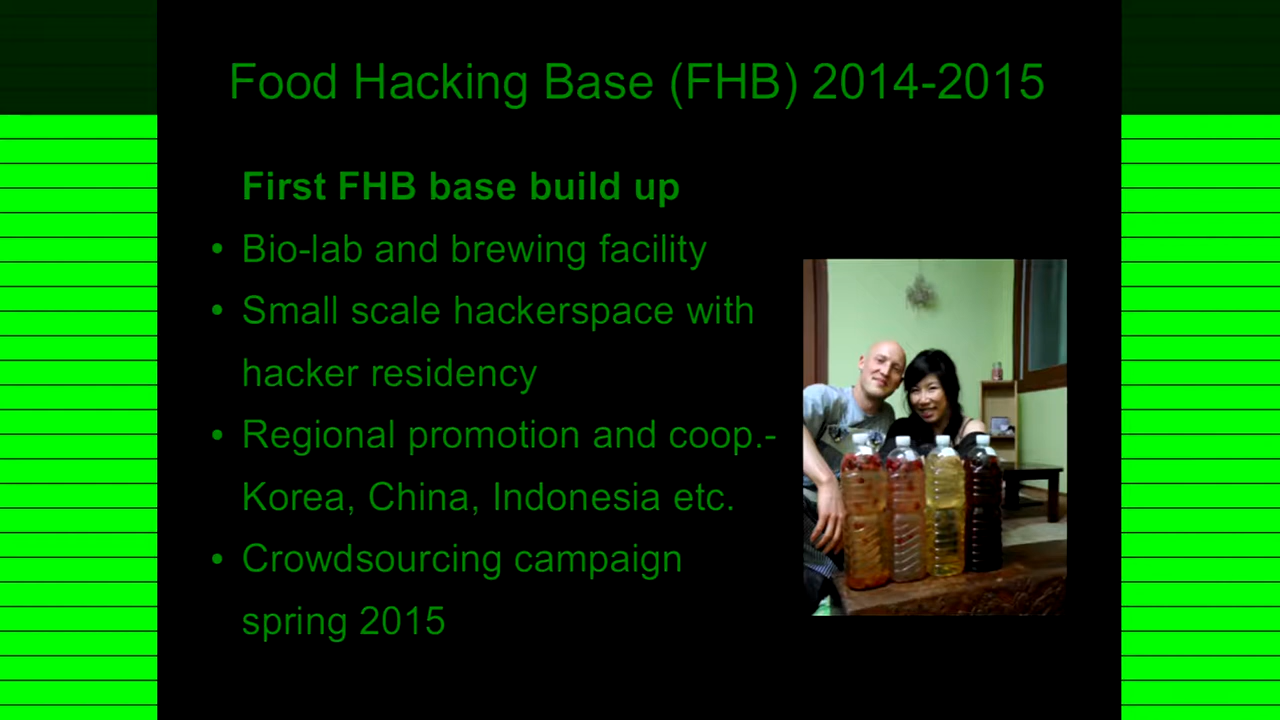 Food Hacking Base (FHB) 2014-2015
First FHB base build up
• Bio-lab and brewing facility
• Small scale hackerspace with
hacker residency
• Regional promotion and coop.-
Korea, China, Indonesia etc.
• Crowdsourcing campaign
spring 2015